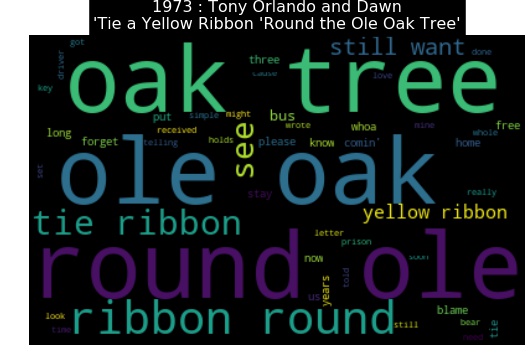 1973 : Tony Orlando and Dawn
'Tie a Yellow Ribbon 'Round the Ole Oak Tree'
got
still want
done
driver
oak tree
three
cause
love
key
put
simple
might
bus
wrote
whoa
mine
free
long
received
whole
forget
telling
holds
see
please
know
comin'
home
set
ole oak
stay
really
tie ribbon
yellow ribbon
letter
prison
round ole
now
soon
us
years
told
look
ribbon round
blame
time
still
bear
need
tie